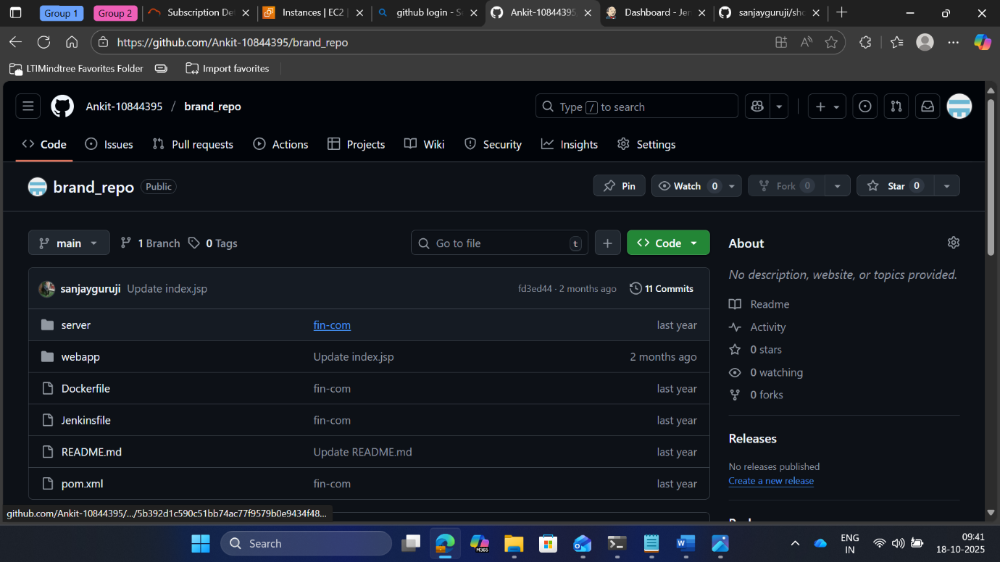 Group 1 Group 2 Subscription De Instances | EC2 github login - Se Ankit-10844395 Dashboard - Jen sanjayguruji/sho
https://github.com/Ankit-10844395/brand_repo
LTIMindtree Favorites Folder Import favorites
Ankit-10844395 / brand_repo Type / to search
Code Issues Pull requests Actions Projects Wiki Security Insights Settings
brand_repo Public Pin Watch 0 Fork 0 Star 0
main 1 Branch 0 Tags Go to file t Code
About
No description, website, or topics provided.
sanjayguruji Update index.jsp fd3ed44 · 2 months ago 11 Commits
server fin-com last year
webapp Update index.jsp 2 months ago
Dockerfile fin-com last year
Jenkinsfile fin-com last year
README.md Update README.md last year
pom.xml fin-com last year
Readme
Activity
0 stars
0 watching
0 forks
Releases
No releases published
Create a new release
github.com/Ankit-10844395/.../5b392d1c590c51bb74ac77f9579b0e9434f48...
Search
M365
ENG
IN
09:41
18-10-2025